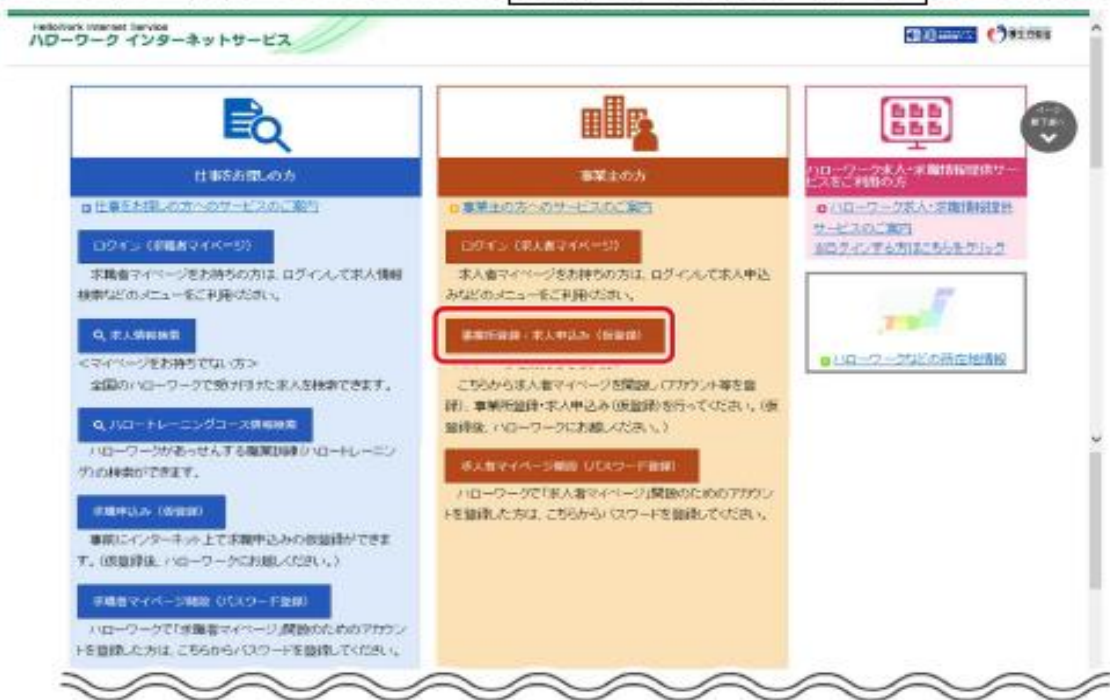 HelloWork Internet Service
ハローワーク インターネットサービス
仕事をお探しの方
仕事をお探しの方へのサービスのご案内
ログイン（求職者マイページ）
求職者マイページをお持ちの方は、ログインして求人情報
検索などのメニューをご利用ください。
求人情報検索
＜マイページをお持ちでない方＞
全国のハローワークで受け付けた求人を検索できます。
ハロートレーニングコース情報検索
ハローワークがあっせんする職業訓練(ハロートレーニン
グ)の検索ができます。
求職申込み（仮登録）
事前にインターネット上で求職申込みの仮登録ができま
す。（仮登録後、ハローワークにお越しください。）
求職者マイページ開設（パスワード登録）
ハローワークで「求職者マイページ」開設のためのアカウン
トを登録した方は、こちらからパスワードを登録してください。
事業主の方
事業主の方へのサービスのご案内
ログイン（求人者マイページ）
求人者マイページをお持ちの方は、ログインして求人申込
みなどのメニューをご利用ください。
事業所登録・求人申込み（仮登録）
こちらから求人者マイページを開設し（アカウント等を登
録）、事業所登録・求人申込み（仮登録）を行ってください。（仮
登録後、ハローワークにお越しください。）
求人者マイページ開設（パスワード登録）
ハローワークで「求人者マイページ」開設のためのアカウン
トを登録した方は、こちらからパスワードを登録してください。
ハローワーク求人・求職情報提供サー
ビスをご利用の方
ハローワーク求人・求職情報提供
サービスのご案内
※ログインする方はこちらをクリック
ハローワークなどの所在地情報